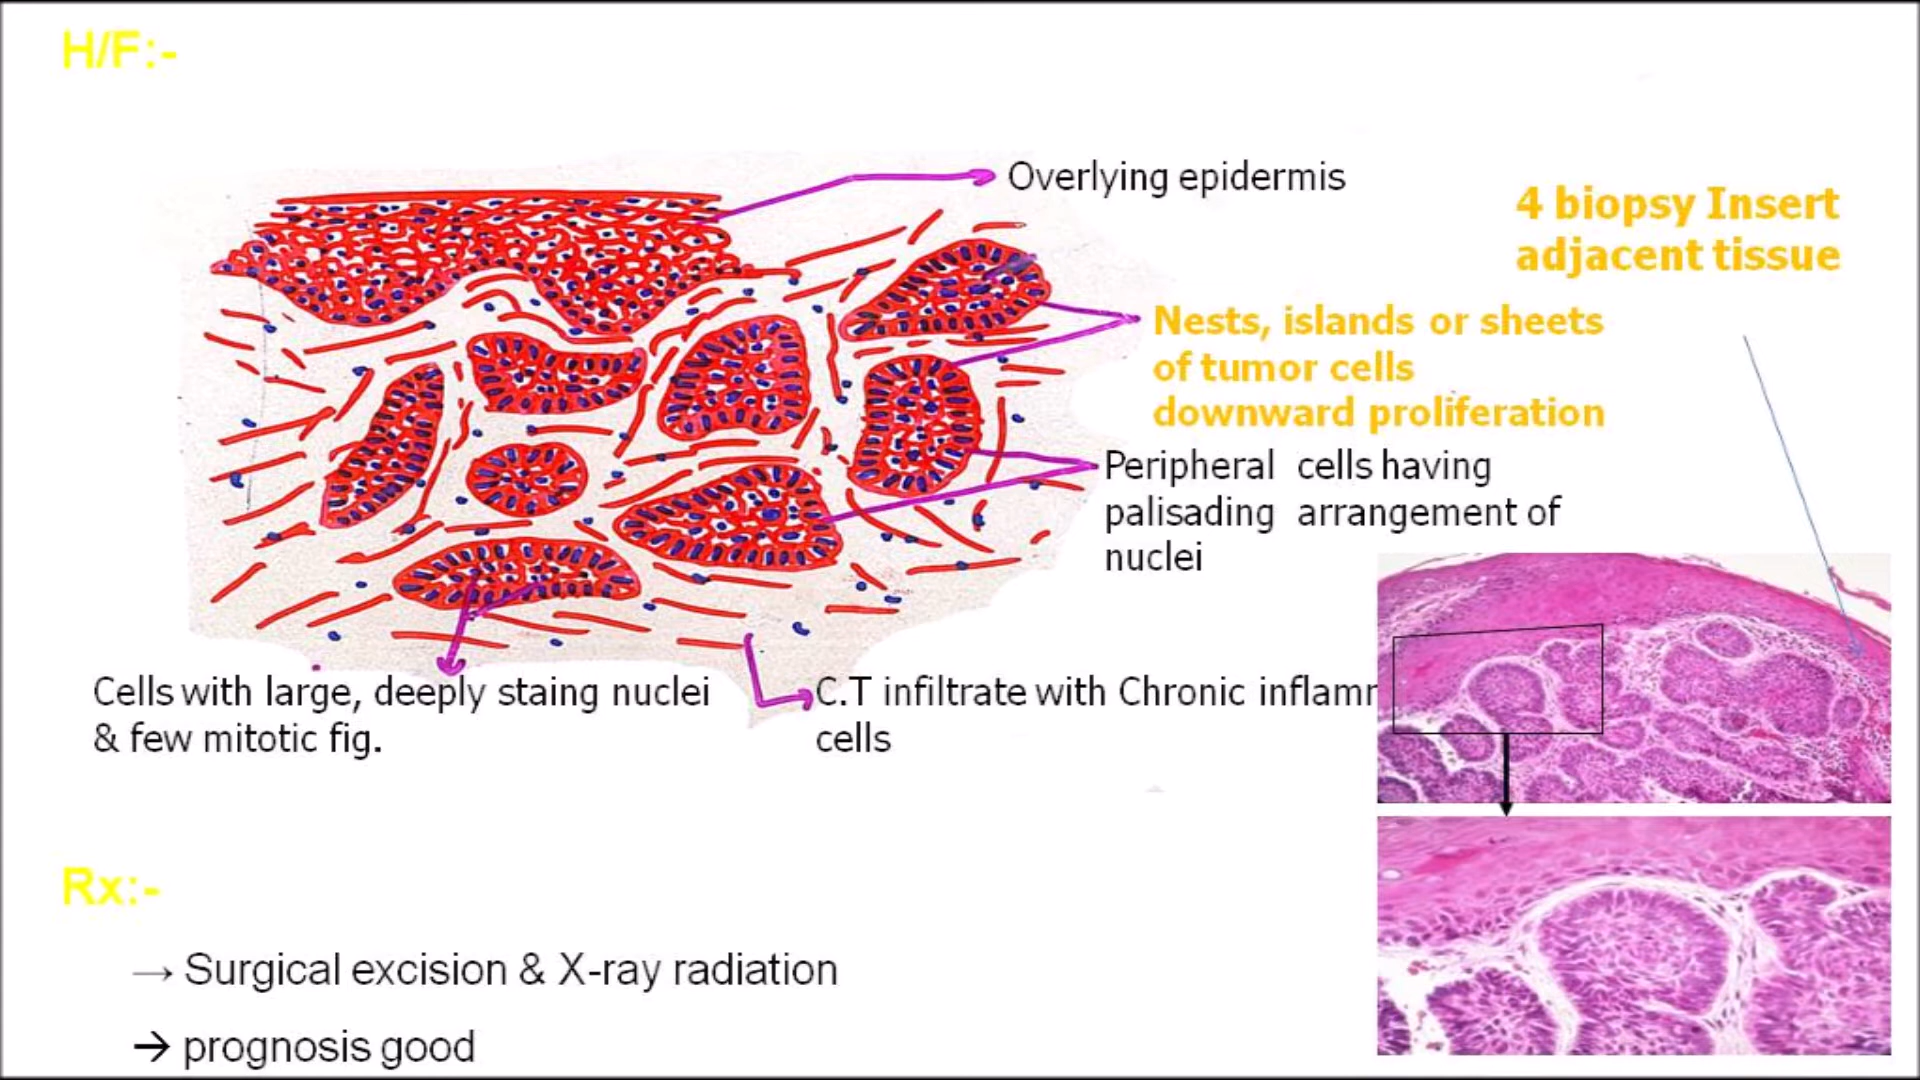 H/F:-
Overlying epidermis
4 biopsy Insert
adjacent tissue
Nests, islands or sheets
of tumor cells
downward proliferation
Peripheral cells having
palisading arrangement of
nuclei
Cells with large, deeply staing nuclei
& few mitotic fig.
C.T infiltrate with Chronic inflamr
cells
Rx:-
→ Surgical excision & X-ray radiation
→ prognosis good